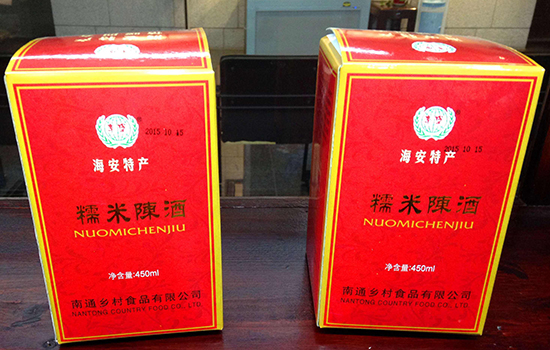 2015 10 15
海安特产
糯米陳酒
NUOMICHENJIU
净含量:450ml
南通乡村食品有限公司
NANTONG COUNTRY FOOD CO., LTD.
2015 10 15
海安特产
糯米陳酒
NUOMICHENJIU
净含量:450ml
南通乡村食品有限公司
NANTONG COUNTRY FOOD CO., LTD.